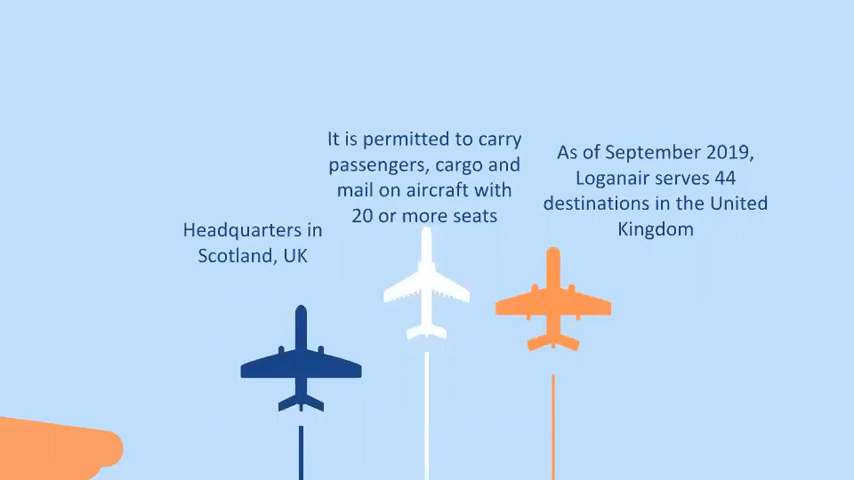 Headquarters in
Scotland, UK
It is permitted to carry
passengers, cargo and
mail on aircraft with
20 or more seats
As of September 2019,
Loganair serves 44
destinations in the United
Kingdom